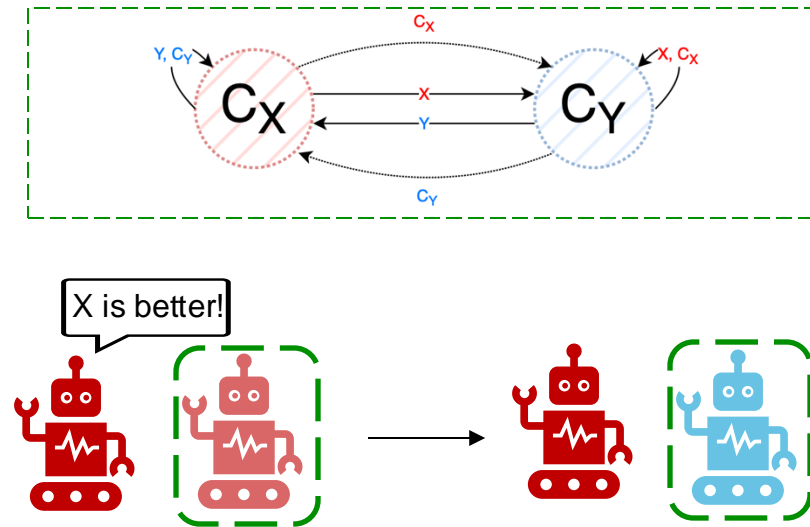 C_X
Y, C_Y
X, C_X
C_X
X
C_Y
Y
C_Y
X is better!